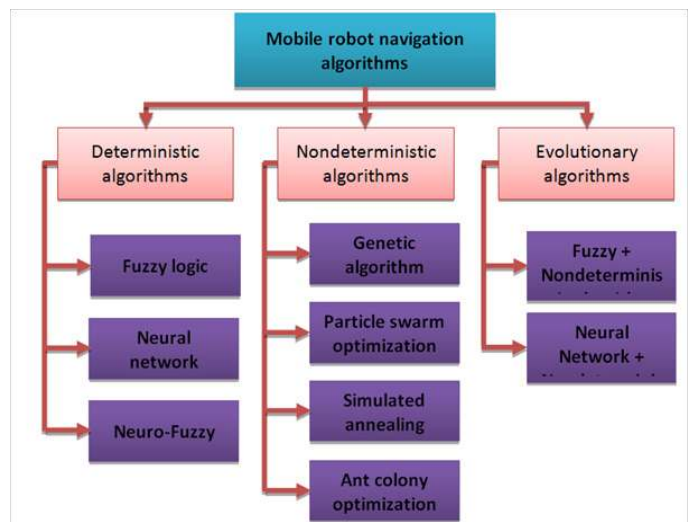 Mobile robot navigation
algorithms
Deterministic
algorithms
Nondeterministic
algorithms
Evolutionary
algorithms
Fuzzy logic
Neural
network
Neuro-Fuzzy
Genetic
algorithm
Particle swarm
optimization
Simulated
annealing
Ant colony
optimization
Fuzzy +
Nondeterminis
Neural
Network +